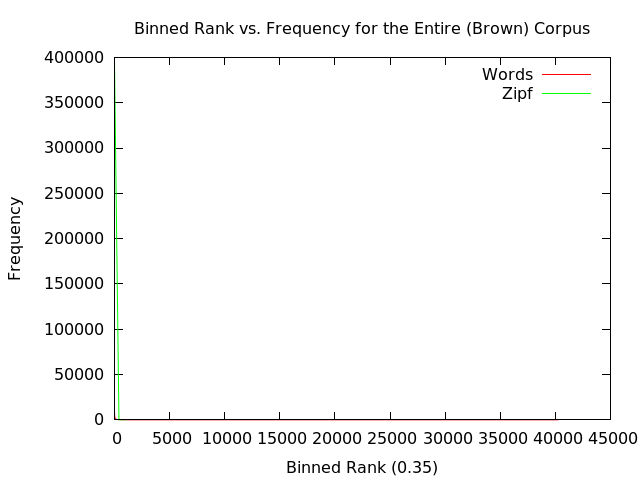 Binned Rank vs. Frequency for the Entire (Brown) Corpus
400000
350000
300000
250000
200000
150000
100000
50000
0
Frequency
Words
Zipf
0 5000 10000 15000 20000 25000 30000 35000 40000 45000
Binned Rank (0.35)